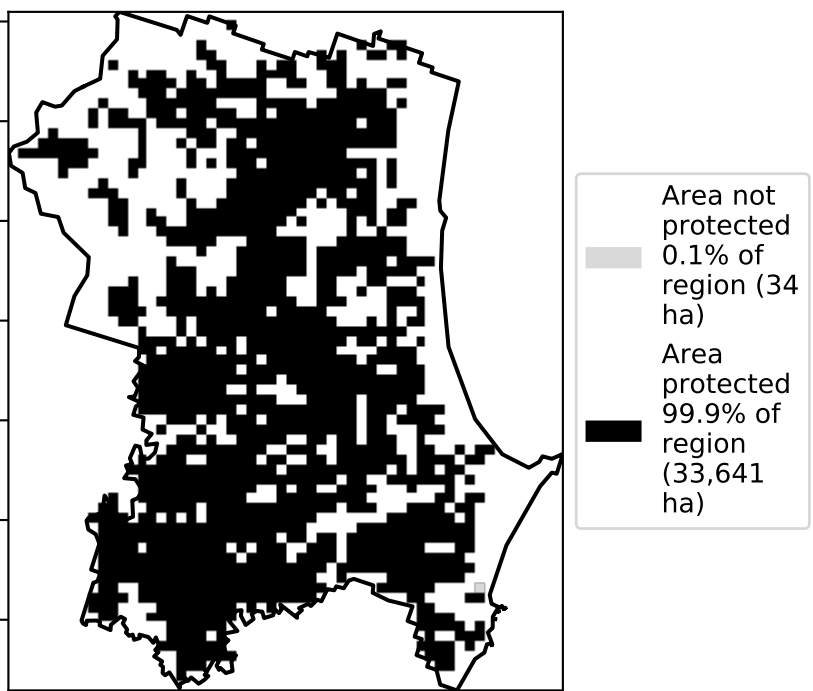 Area not
protected
0.1% of
region (34
ha)
Area
protected
99.9% of
region
(33,641
ha)